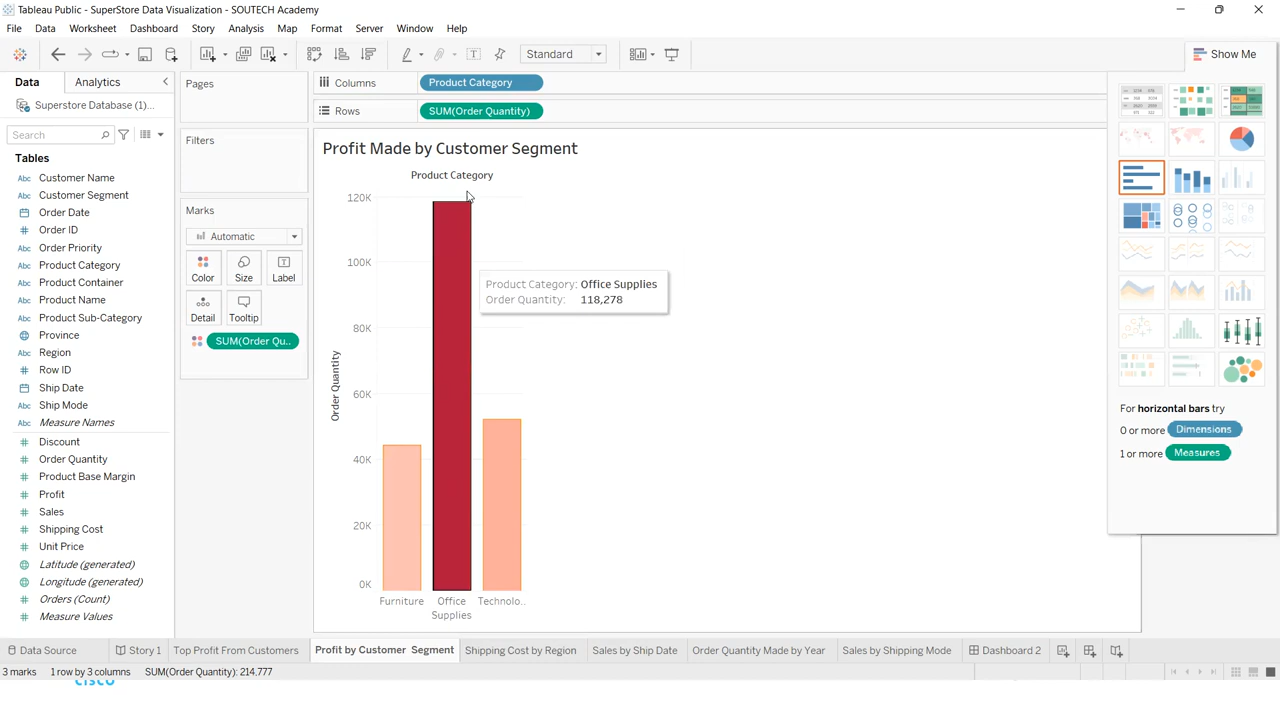 Tableau Public - SuperStore Data Visualization - SOUTECH Academy
File Data Worksheet Dashboard Story Analysis Map Format Server Window Help
Standard
Show Me
Data Analytics
Superstore Database (1)...
Search
Tables
Customer Name
Customer Segment
Order Date
Order ID
Order Priority
Product Category
Product Container
Product Name
Product Sub-Category
Province
Region
Row ID
Ship Date
Ship Mode
Measure Names
Discount
Order Quantity
Product Base Margin
Profit
Sales
Shipping Cost
Unit Price
Latitude (generated)
Longitude (generated)
Orders (Count)
Measure Values
Pages
Filters
Marks
Automatic
Color Size Label
Detail Tooltip
SUM(Order Qu..
Columns Product Category
Rows SUM(Order Quantity)
Profit Made by Customer Segment
Product Category
120K
100K
80K
60K
40K
20K
0K
Order Quantity
Furniture Office Supplies Technolo..
Product Category: Office Supplies
Order Quantity: 118,278
For horizontal bars try
0 or more Dimensions
1 or more Measures
Data Source Story 1 Top Profit From Customers Profit by Customer Segment Shipping Cost by Region Sales by Ship Date Order Quantity Made by Year Sales by Shipping Mode Dashboard 2
3 marks 1 row by 3 columns SUM(Order Quantity): 214,777
cisco